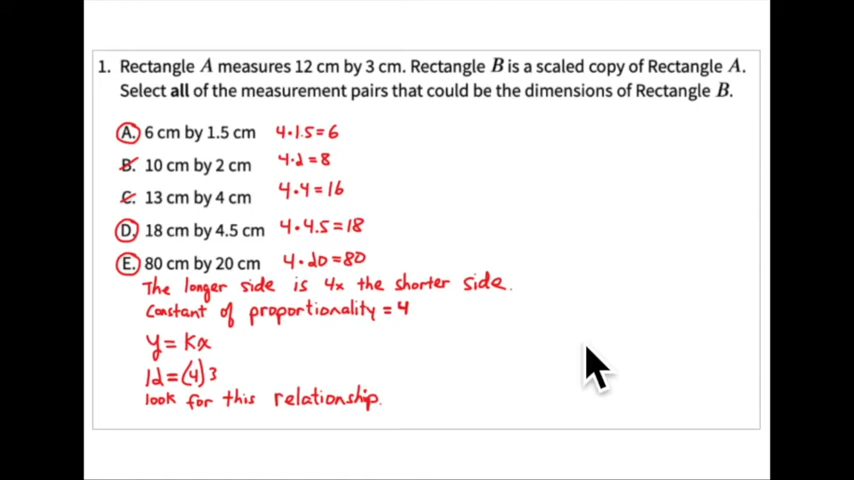 1. Rectangle A measures 12 cm by 3 cm. Rectangle B is a scaled copy of Rectangle A.
Select all of the measurement pairs that could be the dimensions of Rectangle B.
A. 6 cm by 1.5 cm 4·1.5=6
B. 10 cm by 2 cm 4·2=8
C. 13 cm by 4 cm 4·4=16
D. 18 cm by 4.5 cm 4·4.5=18
E. 80 cm by 20 cm 4·20=80
The longer side is 4x the shorter side.
Constant of proportionality = 4
y = kx
12 = (4)3
look for this relationship.